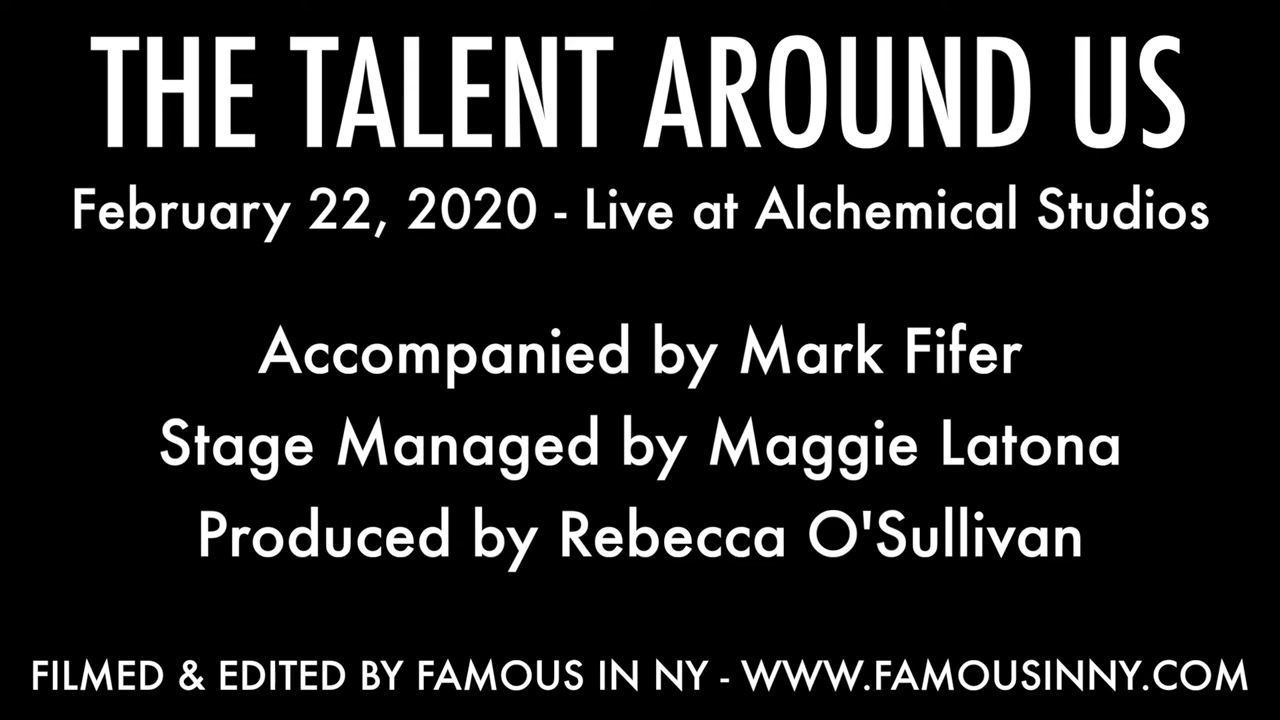 THE TALENT AROUND US
February 22, 2020 - Live at Alchemical Studios
Accompanied by Mark Fifer
Stage Managed by Maggie Latona
Produced by Rebecca O'Sullivan
FILMED & EDITED BY FAMOUS IN NY - WWW.FAMOUSINNY.COM